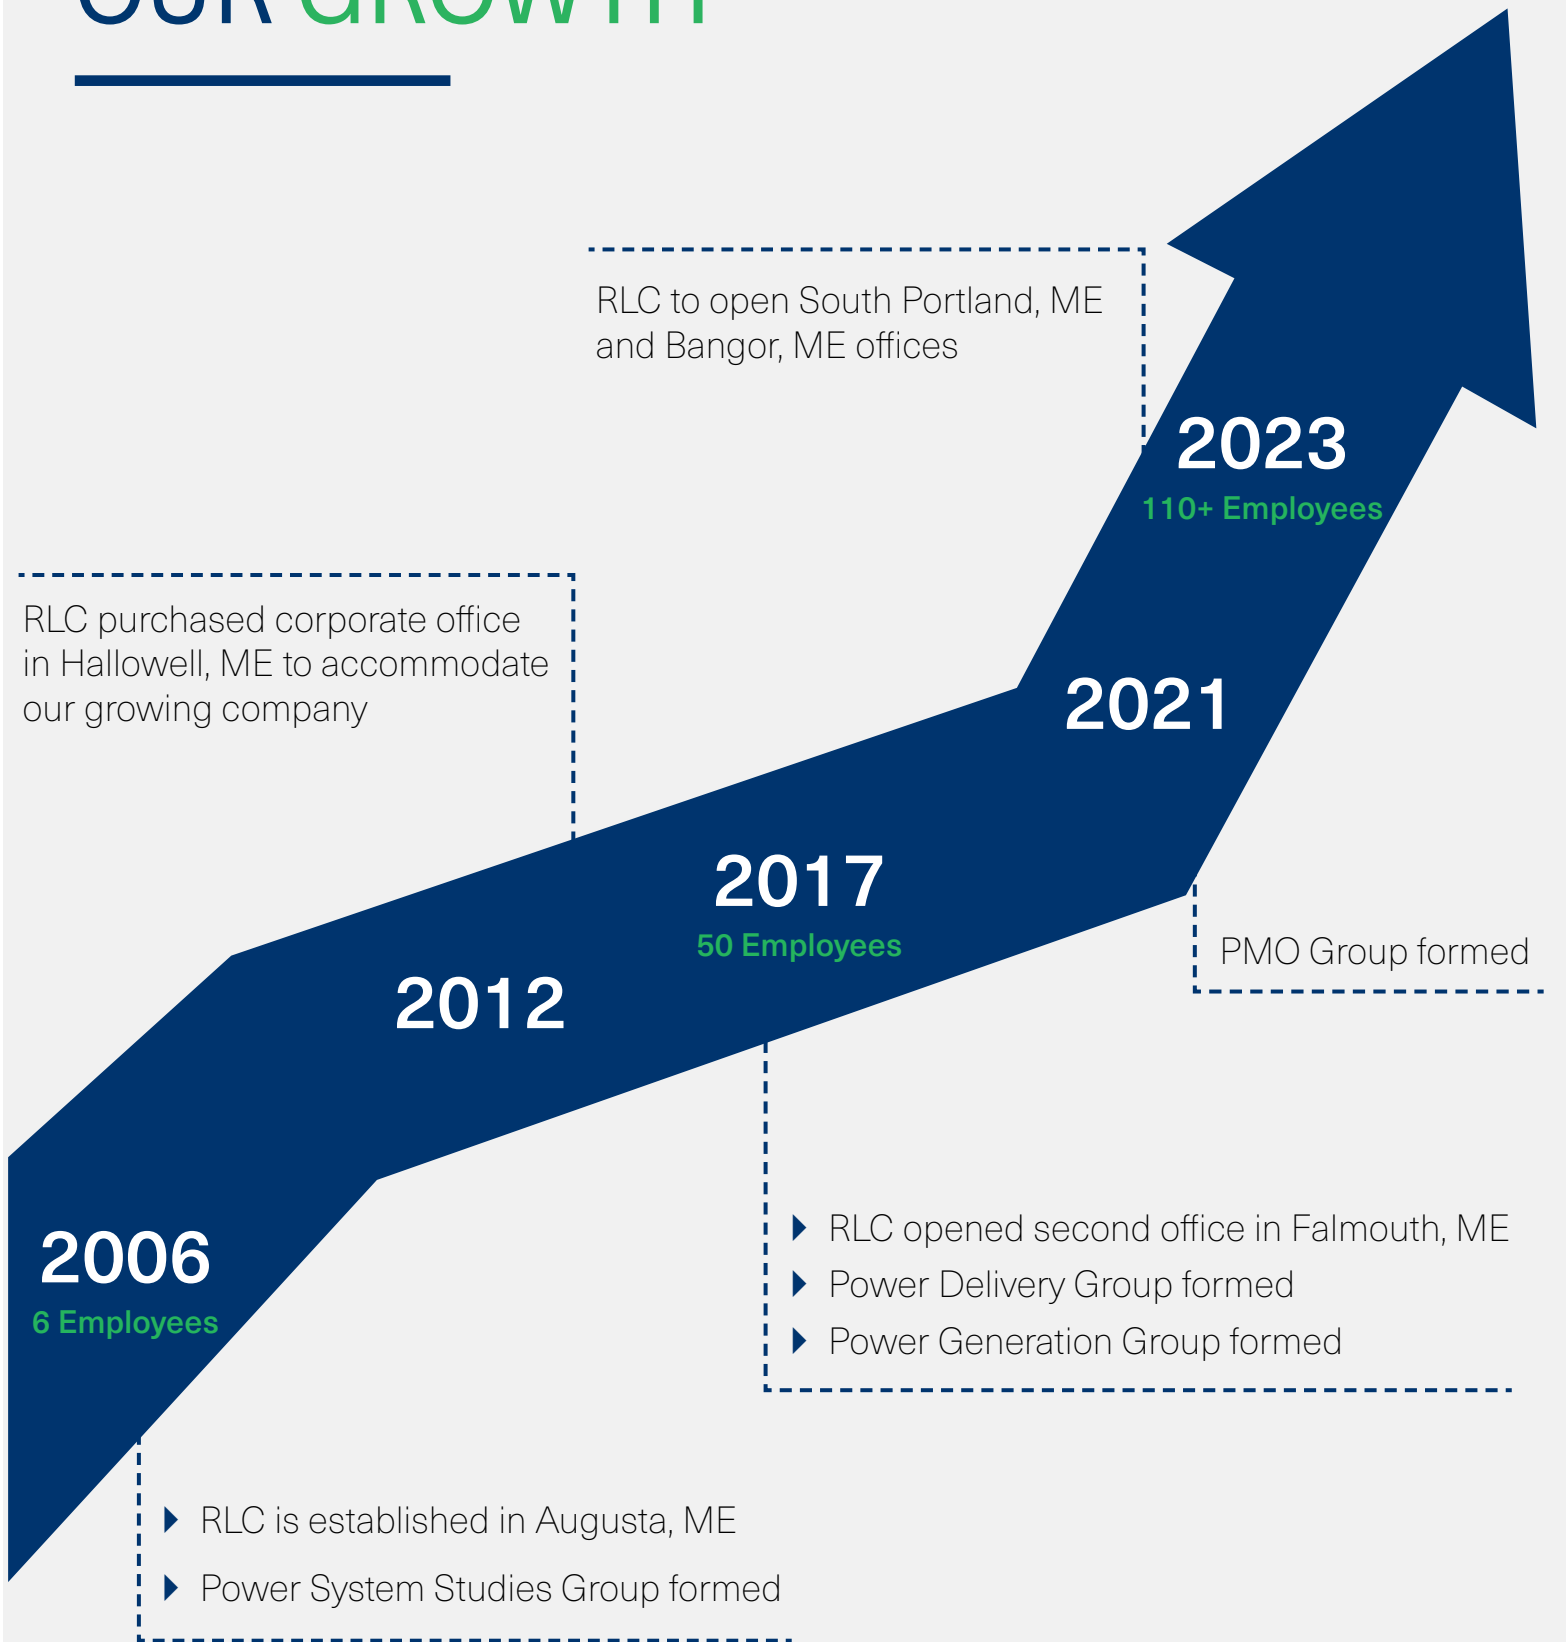 OUR GROWTH
RLC to open South Portland, ME
and Bangor, ME offices
2023
110+ Employees
RLC purchased corporate office
in Hallowell, ME to accommodate
our growing company
2021
2017
50 Employees
PMO Group formed
2012
RLC opened second office in Falmouth, ME
Power Delivery Group formed
Power Generation Group formed
2006
6 Employees
RLC is established in Augusta, ME
Power System Studies Group formed